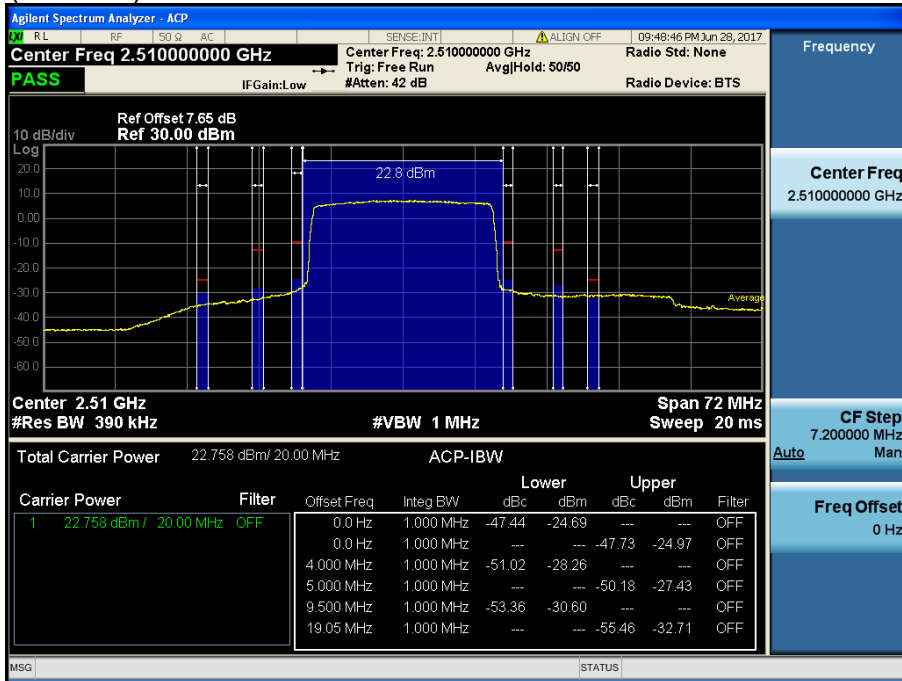 Agilent Spectrum Analyzer - ACP
LXI RL RF 50 Ω AC SENSE:INT ALIGN OFF 09:48:46 PM Jun 28, 2017
Center Freq 2.510000000 GHz Center Freq: 2.510000000 GHz Radio Std: None
Trig: Free Run Avg|Hold: 50/50
PASS IFGain:Low #Atten: 42 dB Radio Device: BTS
Ref Offset 7.65 dB
10 dB/div Ref 30.00 dBm
Log
20.0
22.8 dBm
10.0
0.00
-10.0
-20.0
-30.0
Average
-40.0
-50.0
-60.0
Center 2.51 GHz Span 72 MHz
#Res BW 390 kHz #VBW 1 MHz Sweep 20 ms
Total Carrier Power 22.758 dBm/ 20.00 MHz ACP-IBW
Lower Upper
Carrier Power Filter Offset Freq Integ BW dBc dBm dBc dBm Filter
1 22.758 dBm / 20.00 MHz OFF 0.0 Hz 1.000 MHz -47.44 -24.69 --- --- OFF
0.0 Hz 1.000 MHz --- --- -47.73 -24.97 OFF
4.000 MHz 1.000 MHz -51.02 -28.26 --- --- OFF
5.000 MHz 1.000 MHz --- --- -50.18 -27.43 OFF
9.500 MHz 1.000 MHz -53.36 -30.60 --- --- OFF
19.05 MHz 1.000 MHz --- --- -55.46 -32.71 OFF
MSG STATUS
Frequency
Center Freq
2.510000000 GHz
CF Step
7.200000 MHz
Auto Man
Freq Offset
0 Hz